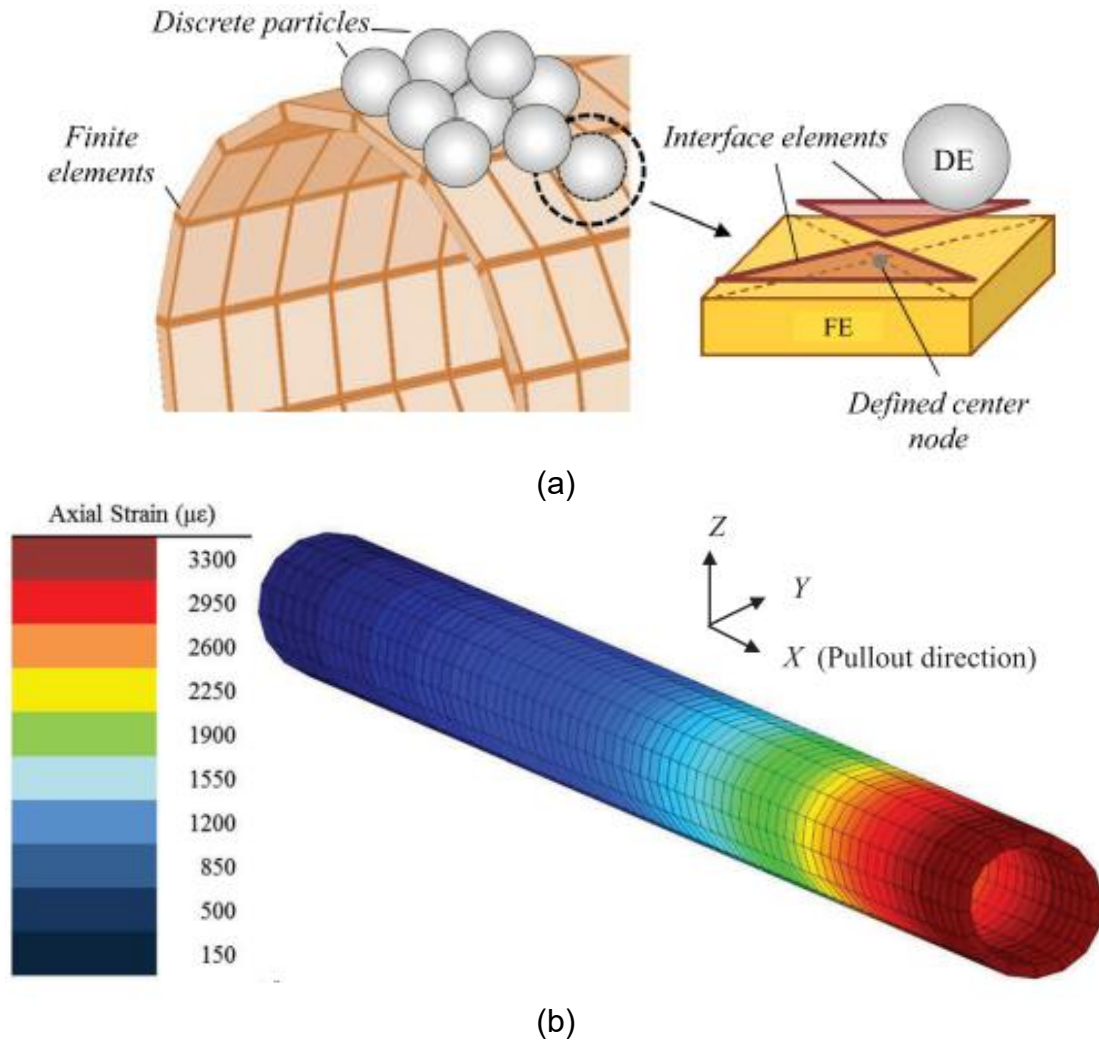 Discrete particles
Finite
elements
Interface elements
DE
FE
Defined center
node
(a)
Axial Strain (με)
3300
2950
2600
2250
1900
1550
1200
850
500
150
Z
Y
X (Pullout direction)
(b)